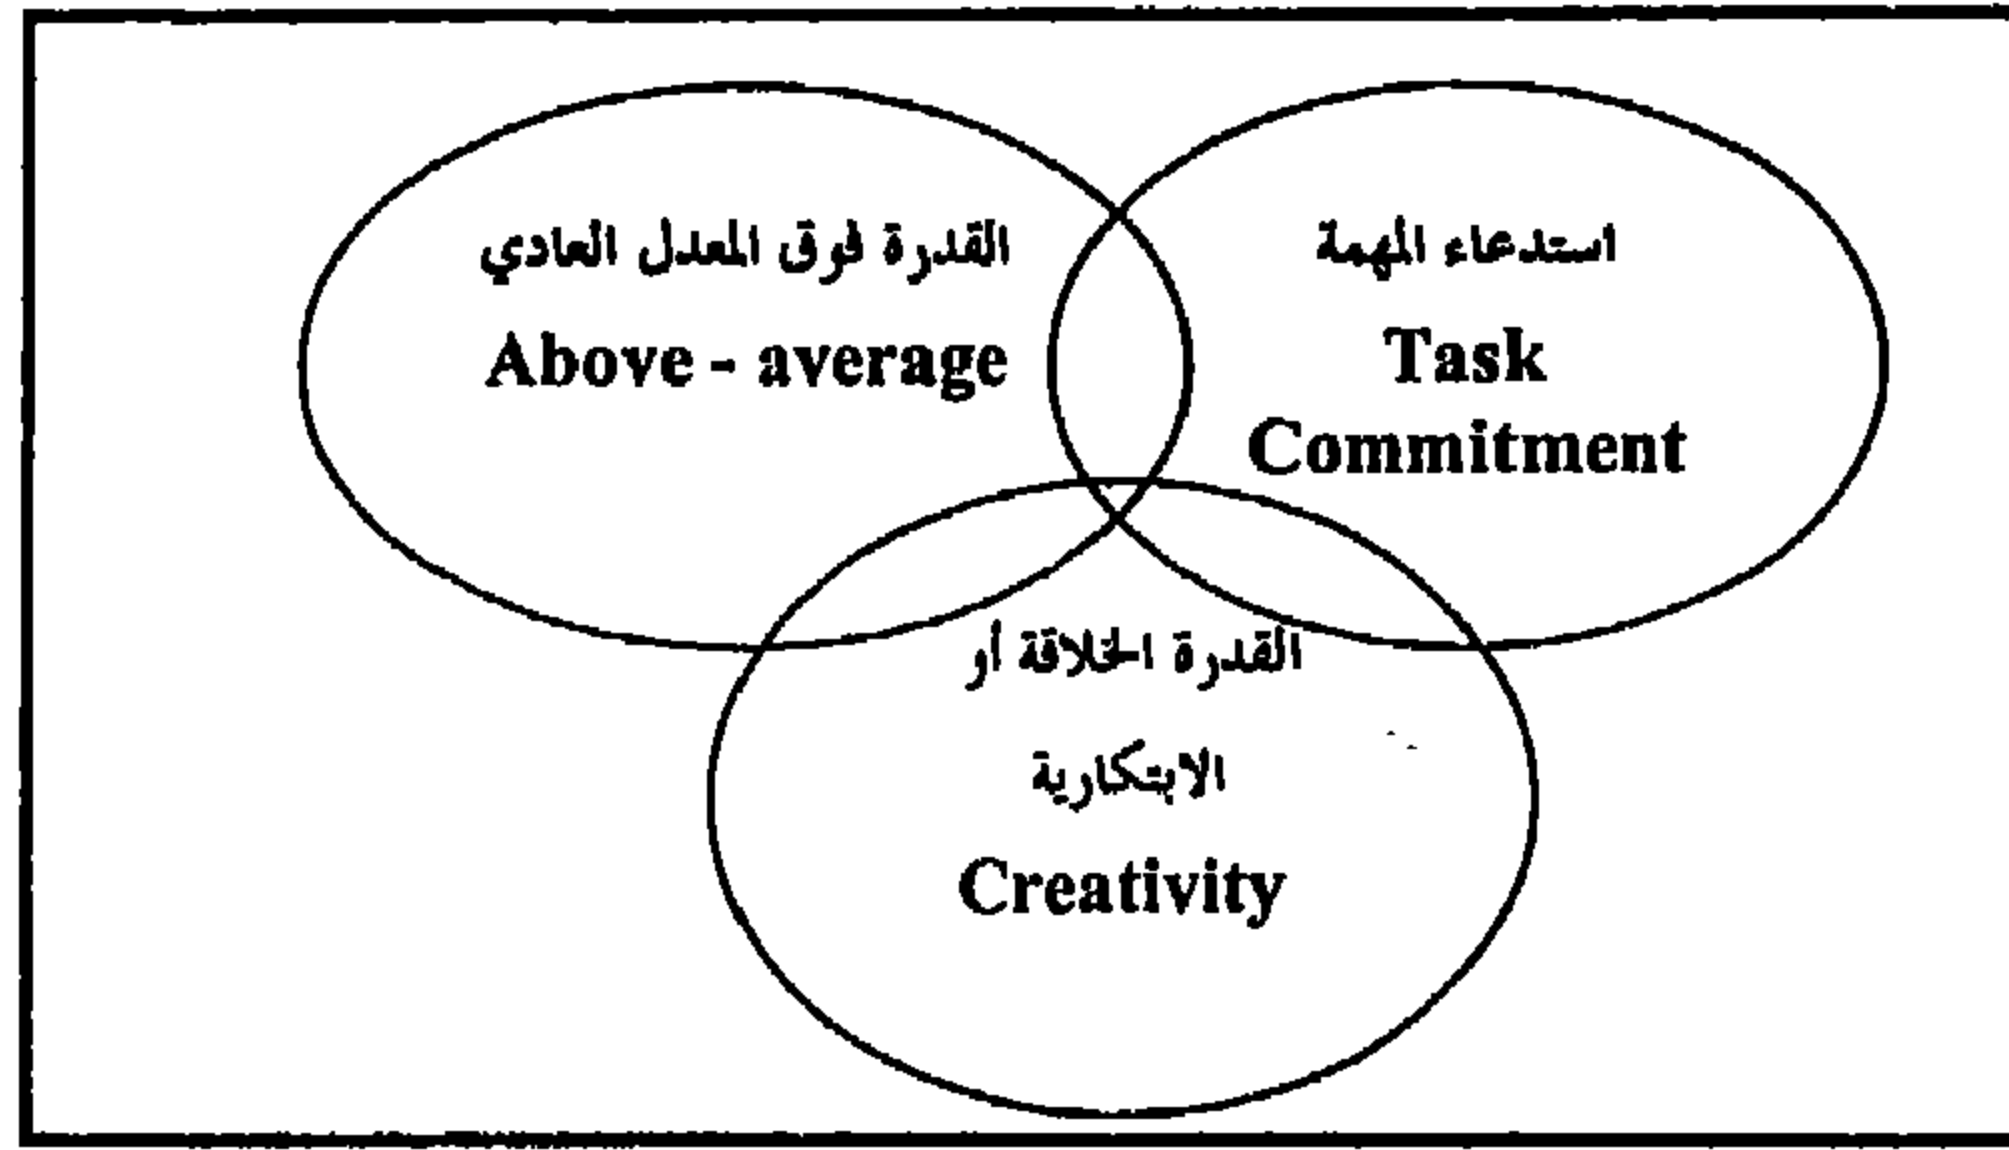 القدرة فوق المعدل العادي
Above - average
استدعاء المهمة
Task
Commitment
القدرة الخلاقة أو
الابتكارية
Creativity